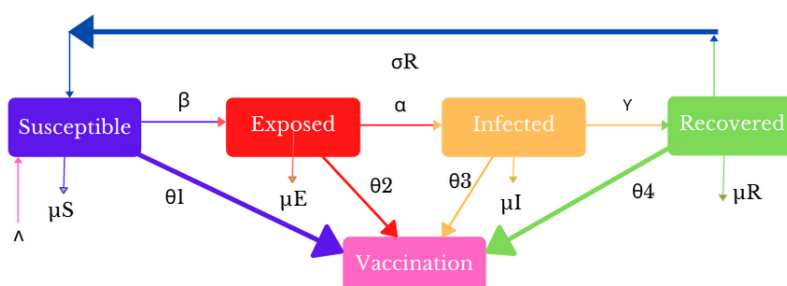 σR
β
α
γ
Susceptible
Exposed
Infected
Recovered
θ1
θ2
θ3
θ4
μS
μE
μI
μR
Λ
Vaccination